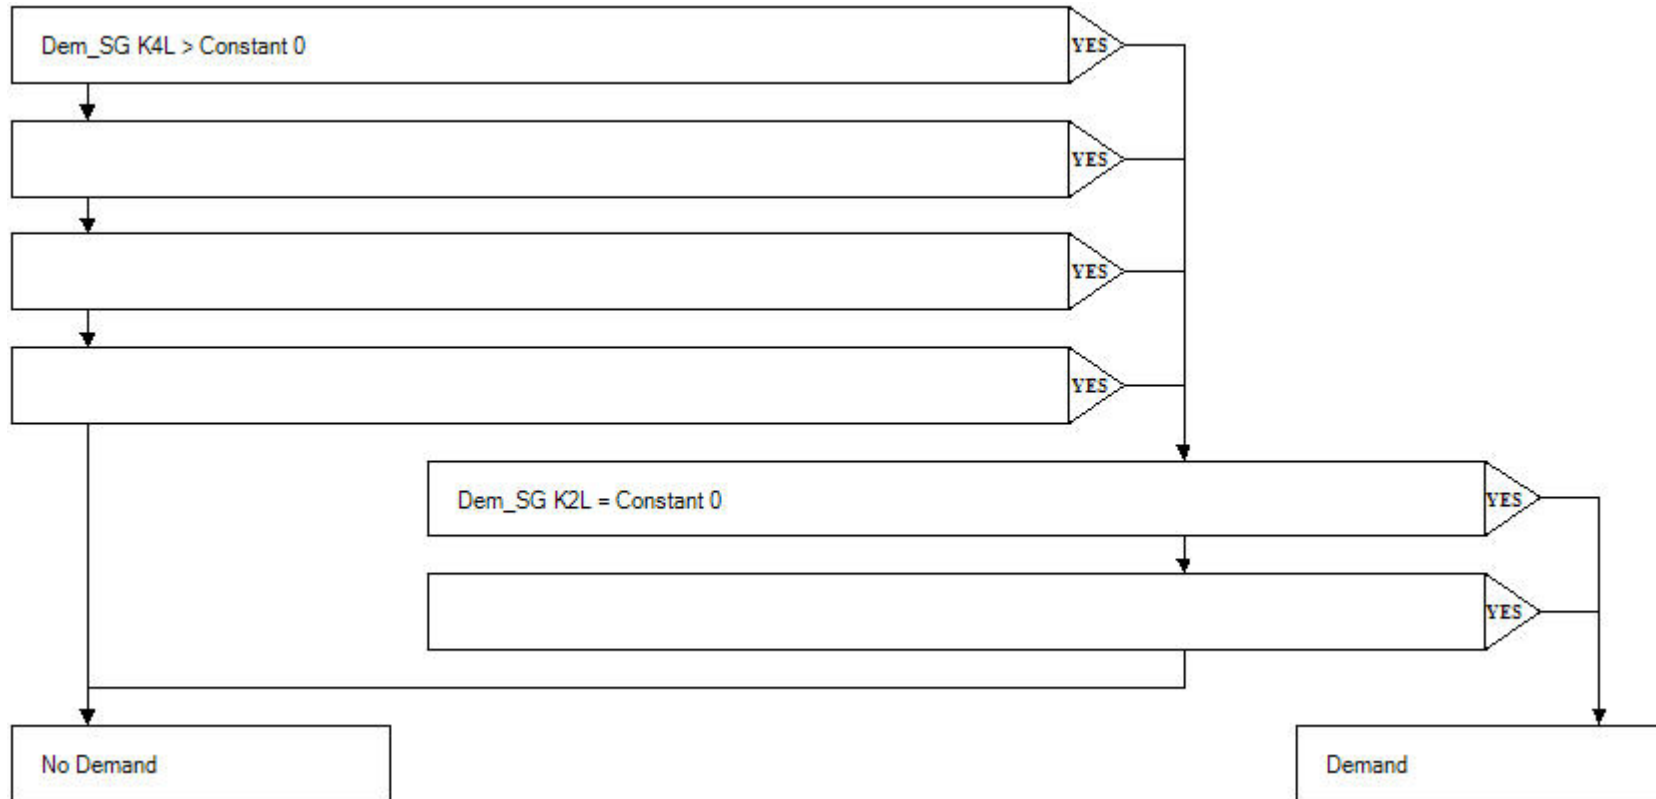 Dem_SG K4L > Constant 0
YES
YES
YES
YES
Dem_SG K2L = Constant 0
YES
YES
No Demand
Demand